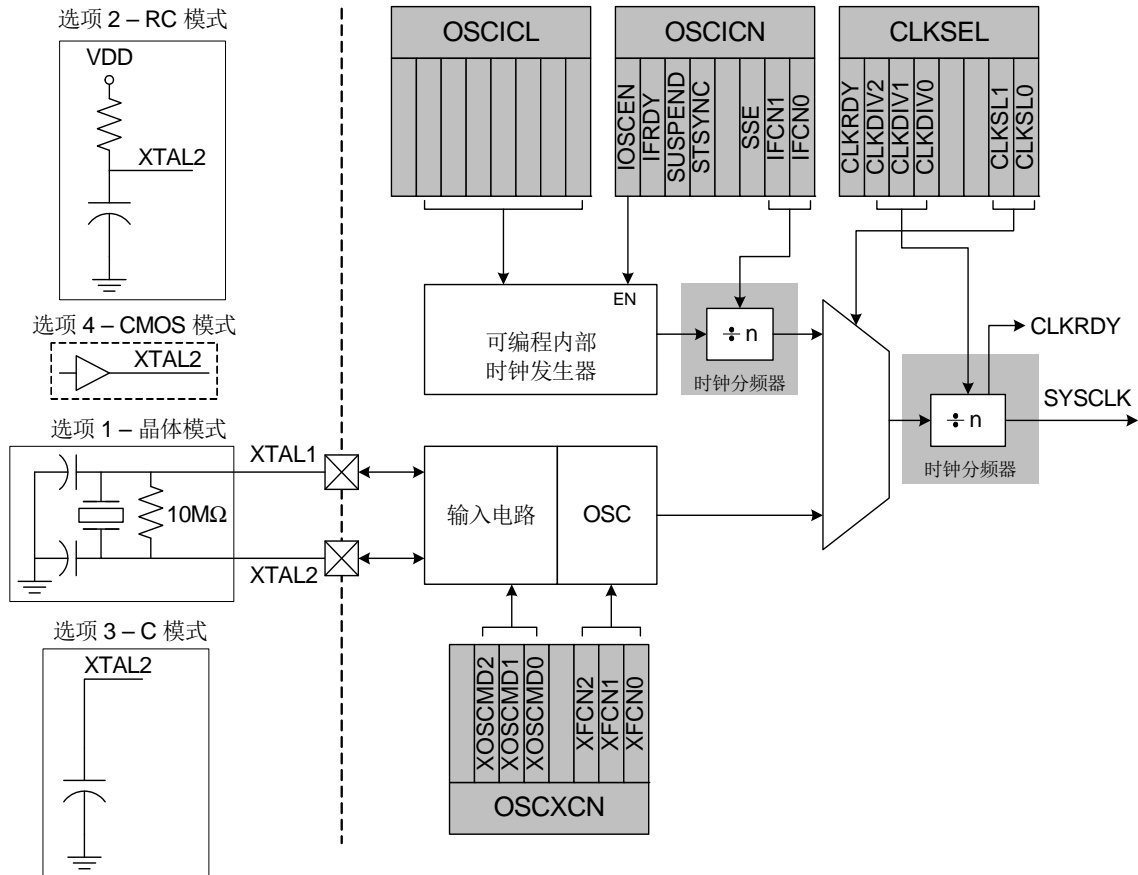 选项 2 – RC 模式
VDD
XTAL2
选项 4 – CMOS 模式
XTAL2
选项 1 – 晶体模式
XTAL1
10MΩ
XTAL2
选项 3 – C 模式
XTAL2
OSCICL
OSCICN
IOSCEN
IFRDY
SUSPEND
STSYNC
SSE
IFCN1
IFCN0
CLKSEL
CLKRDY
CLKDIV2
CLKDIV1
CLKDIV0
CLKSL1
CLKSL0
EN
可编程内部
时钟发生器
÷ n
时钟分频器
CLKRDY
SYSCLK
÷ n
时钟分频器
输入电路
OSC
XOSCMD2
XOSCMD1
XOSCMD0
XFCN2
XFCN1
XFCN0
OSCXCN